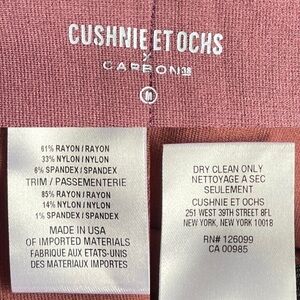 CUSHNIE ET OCHS
X
CARBON38
M
61% RAYON / RAYON
33% NYLON / NYLON
6% SPANDEX / SPANDEX
TRIM / PASSEMENTERIE
85% RAYON / RAYON
14% NYLON / NYLON
1% SPANDEX / SPANDEX
MADE IN USA
OF IMPORTED MATERIALS
FABRIQUE AUX ETATS-UNIS
DES MATERIAUX IMPORTES
DRY CLEAN ONLY
NETTOYAGE A SEC
SEULEMENT
CUSHNIE ET OCHS
251 WEST 39TH STREET 8FL
NEW YORK, NEW YORK 10018
RN# 126099
CA 00985